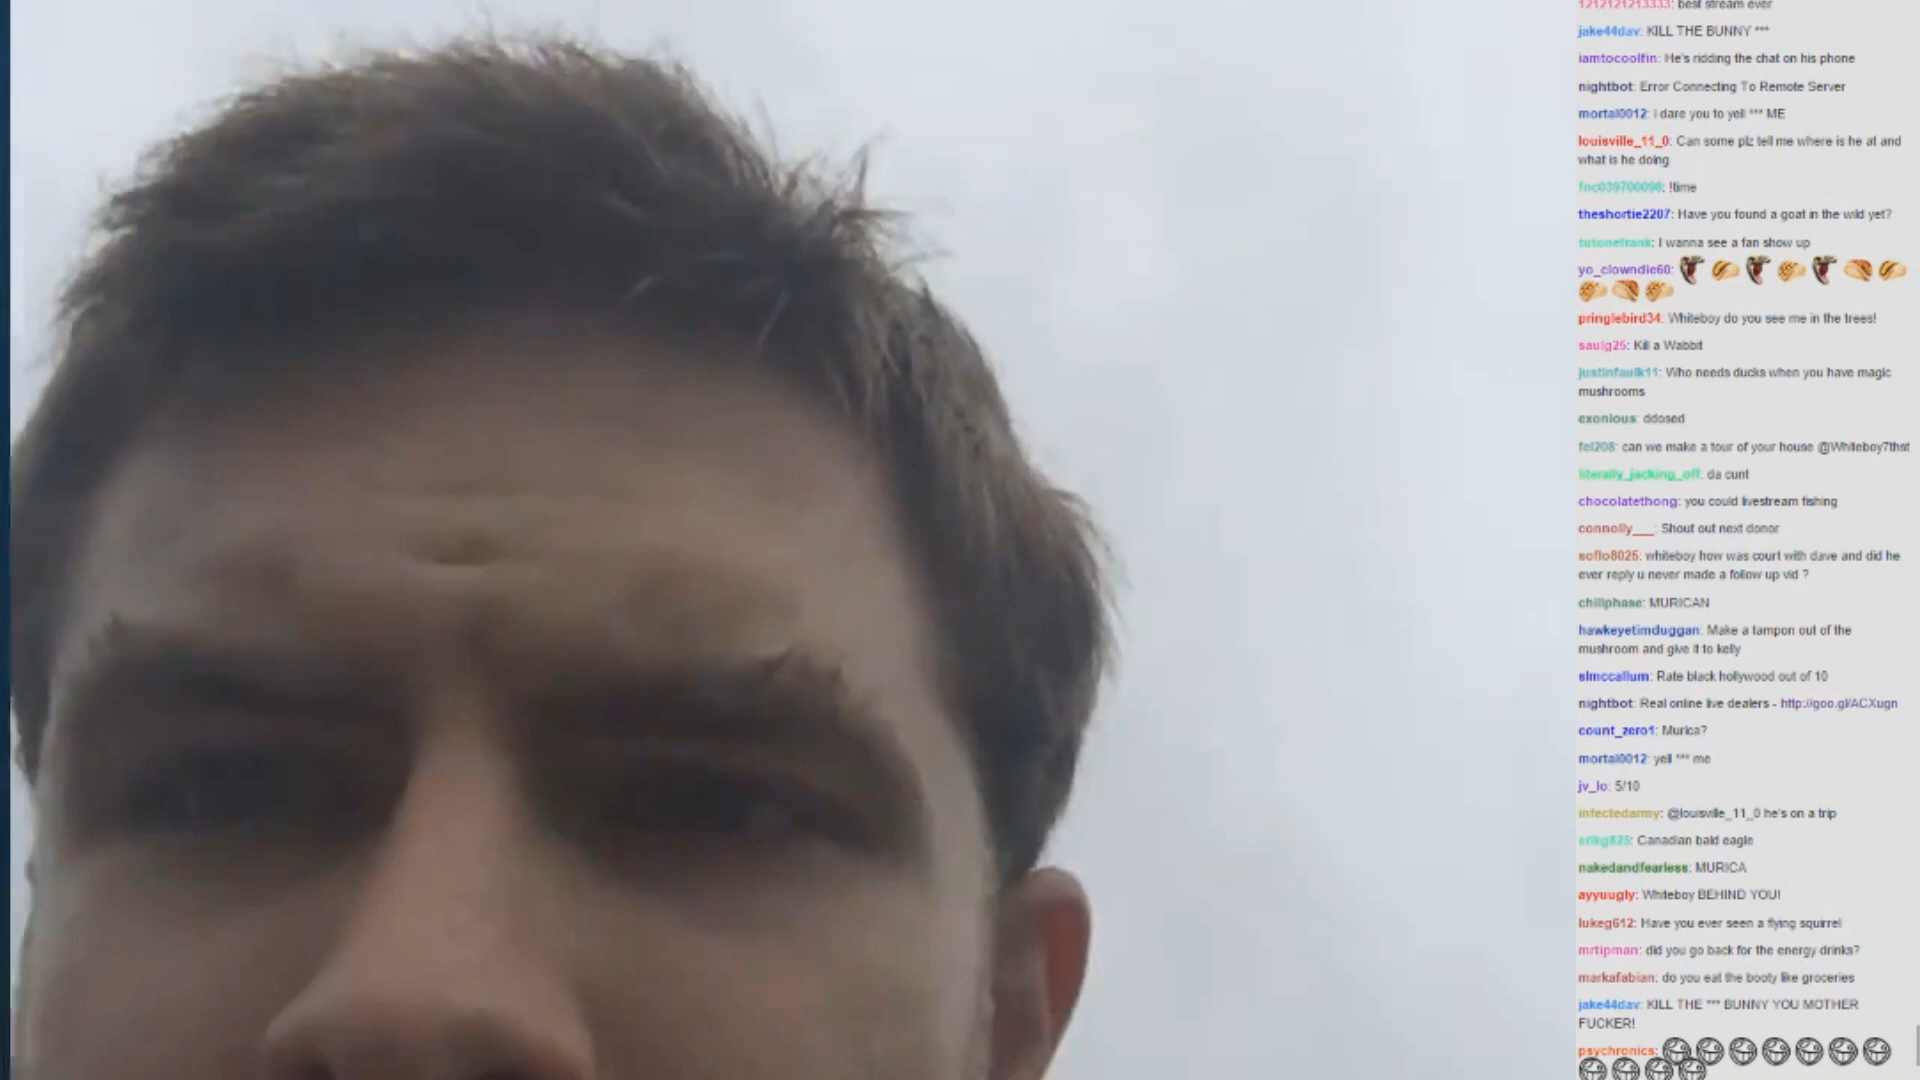 1212121213333: best stream ever
jake44dav: KILL THE BUNNY ***
iamtocoolfin: He's ridding the chat on his phone
nightbot: Error Connecting To Remote Server
mortal0012: i dare you to yell *** ME
louisville_11_0: Can some plz tell me where is he at and
what is he doing
fnc039700098: !time
theshortie2207: Have you found a goat in the wild yet?
tutonefrank: I wanna see a fan show up
yo_clowndie60:
pringlebird34: Whiteboy do you see me in the trees!
saulg25: Kill a Wabbit
justinfaulk11: Who needs ducks when you have magic
mushrooms
exonious: ddosed
fel208: can we make a tour of your house @Whiteboy7thst
literally_jacking_off: da cunt
chocolatethong: you could livestream fishing
connolly___: Shout out next donor
soflo8025: whiteboy how was court with dave and did he
ever reply u never made a follow up vid ?
chillphase: MURICAN
hawkeyetimduggan: Make a tampon out of the
mushroom and give it to kelly
slmccallum: Rate black hollywood out of 10
nightbot: Real online live dealers - http://goo.gl/ACXugn
count_zero1: Murica?
mortal0012: yell *** me
jv_lo: 5/10
infectedarmy: @louisville_11_0 he's on a trip
erikg825: Canadian bald eagle
nakedandfearless: MURICA
ayyuugly: Whiteboy BEHIND YOU!
lukeg612: Have you ever seen a flying squirrel
mrtipman: did you go back for the energy drinks?
markafabian: do you eat the booty like groceries
jake44dav: KILL THE *** BUNNY YOU MOTHER
FUCKER!
psychronics: